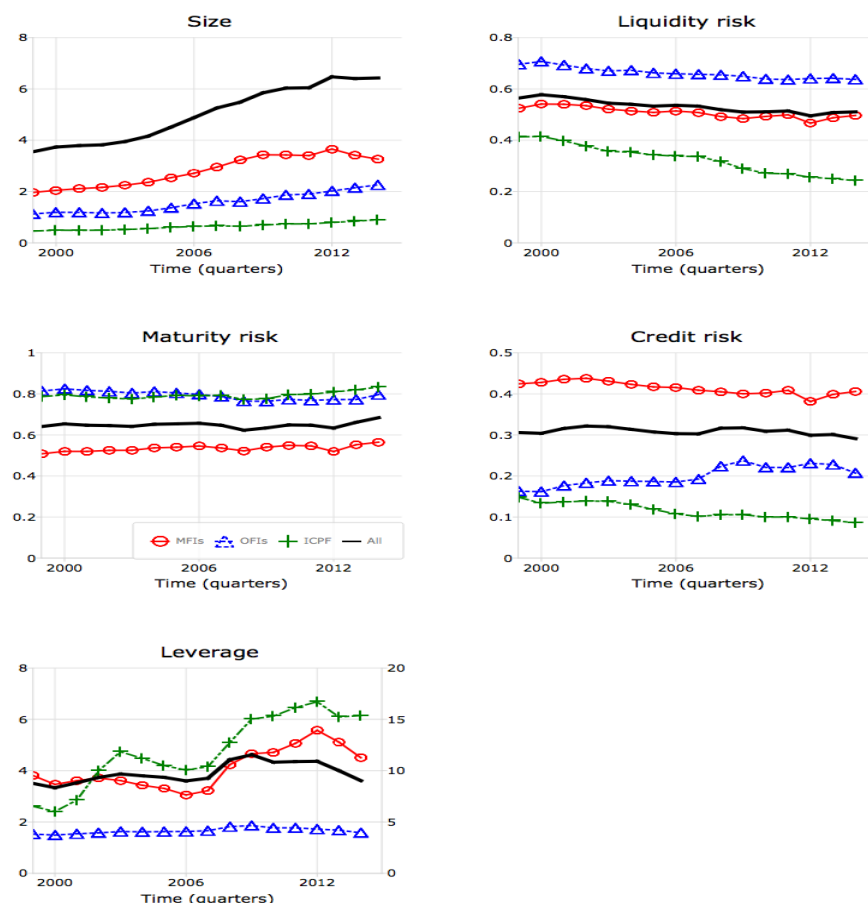 Size
8
6
4
2
0
2000 2006 2012
Time (quarters)
Liquidity risk
0.8
0.6
0.4
0.2
0
2000 2006 2012
Time (quarters)
Maturity risk
1
0.8
0.6
0.4
0.2
0
MFIs OFIs ICPF All
2000 2006 2012
Time (quarters)
Credit risk
0.5
0.4
0.3
0.2
0.1
0
2000 2006 2012
Time (quarters)
Leverage
8 20
6 15
4 10
2 5
0 0
2000 2006 2012
Time (quarters)